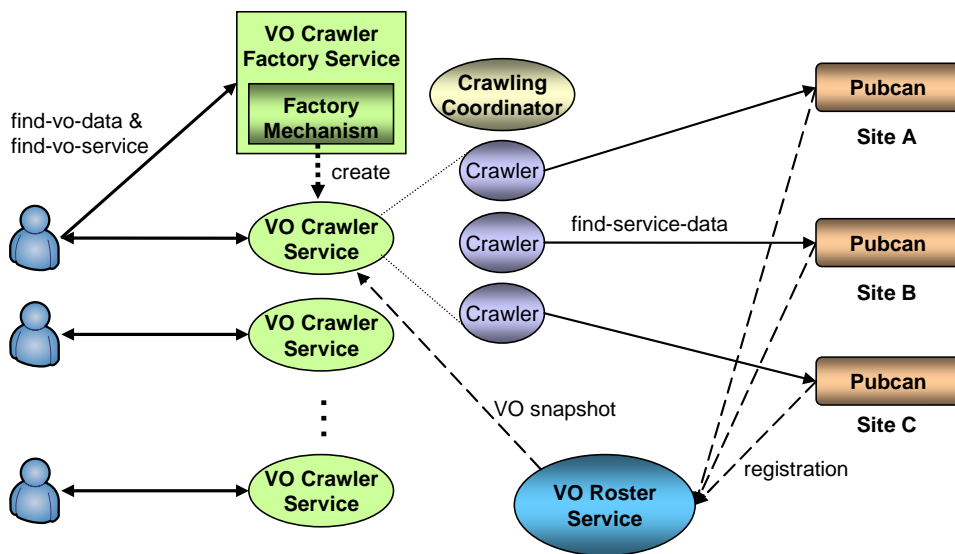 VO Crawler
Factory Service
Factory
Mechanism
find-vo-data &
find-vo-service
create
Crawling
Coordinator
Pubcan
Site A
Crawler
VO Crawler
Service
Crawler
find-service-data
Pubcan
Site B
Crawler
VO Crawler
Service
Pubcan
Site C
VO snapshot
registration
VO Crawler
Service
VO Roster
Service